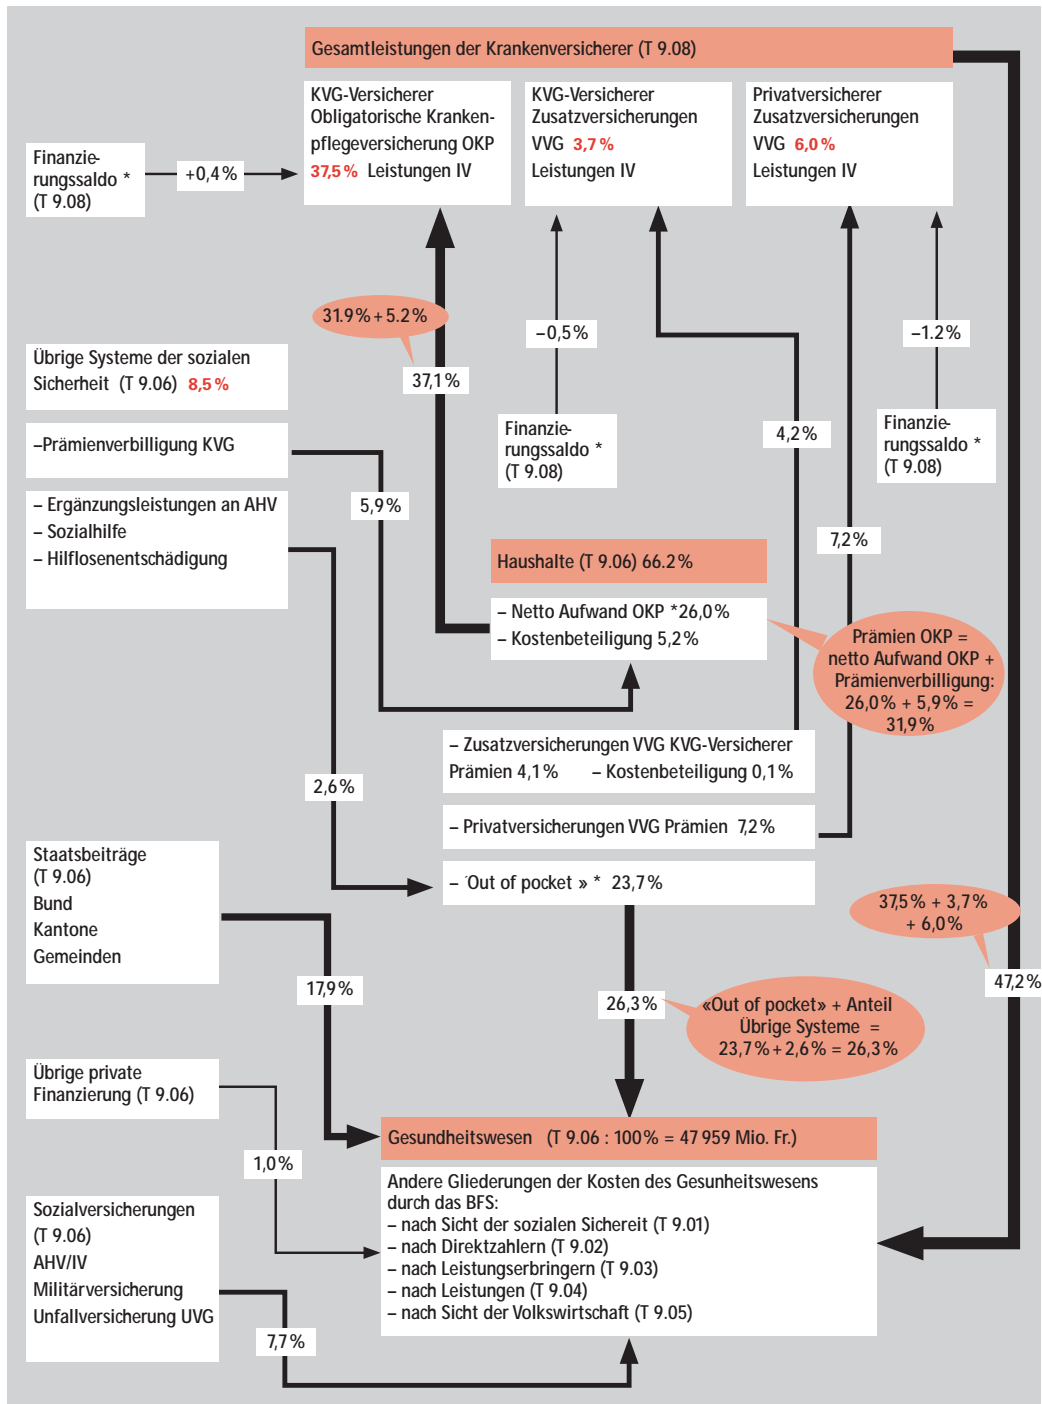 Gesamtleistungen der Krankenversicherer (T 9.08)
KVG-Versicherer
Obligatorische Kranken-
pflegeversicherung OKP
37,5% Leistungen IV
KVG-Versicherer
Zusatzversicherungen
VVG 3,7%
Leistungen IV
Privatversicherer
Zusatzversicherungen
VVG 6,0%
Leistungen IV
Finanzie-
rungssaldo *
(T 9.08)
+0,4%
31.9% + 5.2%
37,1%
–0,5%
–1.2%
Übrige Systeme der sozialen
Sicherheit (T 9.06) 8,5%
–Prämienverbilligung KVG
– Ergänzungsleistungen an AHV
– Sozialhilfe
– Hilflosenentschädigung
5,9%
Finanzie-
rungssaldo *
(T 9.08)
4,2%
Finanzie-
rungssaldo *
(T 9.08)
7,2%
Haushalte (T 9.06) 66.2%
– Netto Aufwand OKP *26,0%
– Kostenbeteiligung 5,2%
Prämien OKP =
netto Aufwand OKP +
Prämienverbilligung:
26,0% + 5,9% =
31,9%
– Zusatzversicherungen VVG KVG-Versicherer
Prämien 4,1% – Kostenbeteiligung 0,1%
– Privatversicherungen VVG Prämien 7,2%
– ´Out of pocket » * 23,7%
2,6%
Staatsbeiträge
(T 9.06)
Bund
Kantone
Gemeinden
17,9%
37,5% + 3,7%
+ 6,0%
47,2%
26,3%
«Out of pocket» + Anteil
Übrige Systeme =
23,7% + 2,6% = 26,3%
Übrige private
Finanzierung (T 9.06)
1,0%
Gesundheitswesen (T 9.06 : 100% = 47 959 Mio. Fr.)
Andere Gliederungen der Kosten des Gesunheitswesens
durch das BFS:
– nach Sicht der sozialen Sichereit (T 9.01)
– nach Direktzahlern (T 9.02)
– nach Leistungserbringern (T 9.03)
– nach Leistungen (T 9.04)
– nach Sicht der Volkswirtschaft (T 9.05)
Sozialversicherungen
(T 9.06)
AHV/IV
Militärversicherung
Unfallversicherung UVG
7,7%